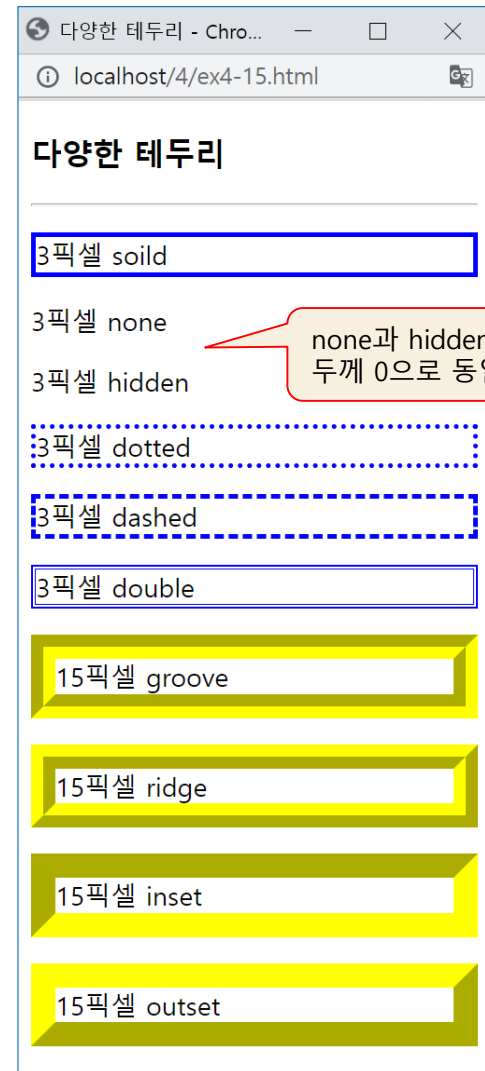 다양한 테두리 - Chro...
localhost/4/ex4-15.html
다양한 테두리
3픽셀 soild
3픽셀 none
none과 hidden
두께 0으로
3픽셀 hidden
3픽셀 dotted
3픽셀 dashed
3픽셀 double
15픽셀 groove
15픽셀 ridge
15픽셀 inset
15픽셀 outset